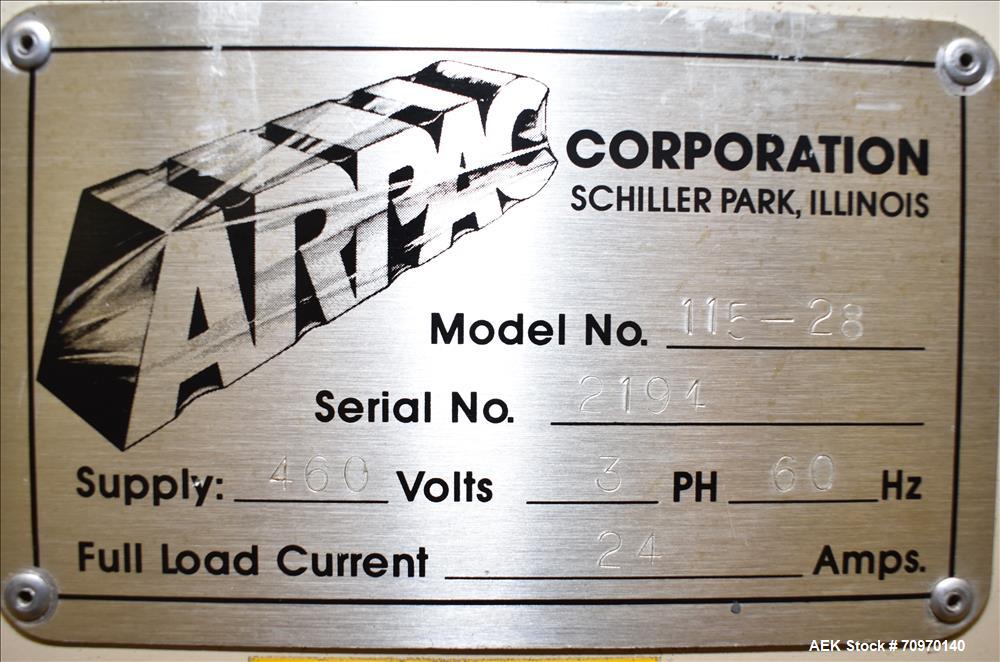 ARPAC
CORPORATION
SCHILLER PARK, ILLINOIS
Model No. 115-28
Serial No. 2191
Supply: 460 Volts 3 PH 60 Hz
Full Load Current 24 Amps.
AEK Stock # 70970140